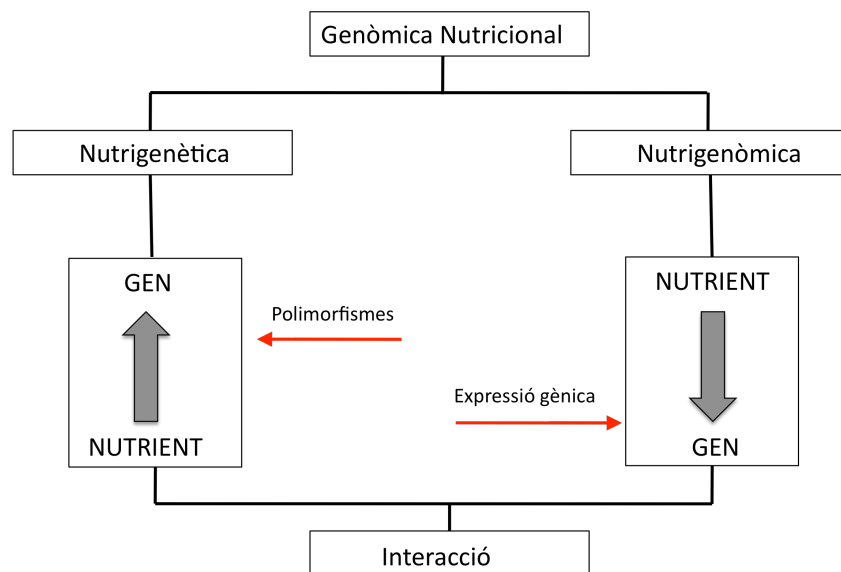 Genòmica Nutricional
Nutrigenètica
Nutrigenòmica
GEN
NUTRIENT
Polimorfismes
Expressió gènica
NUTRIENT
GEN
Interacció